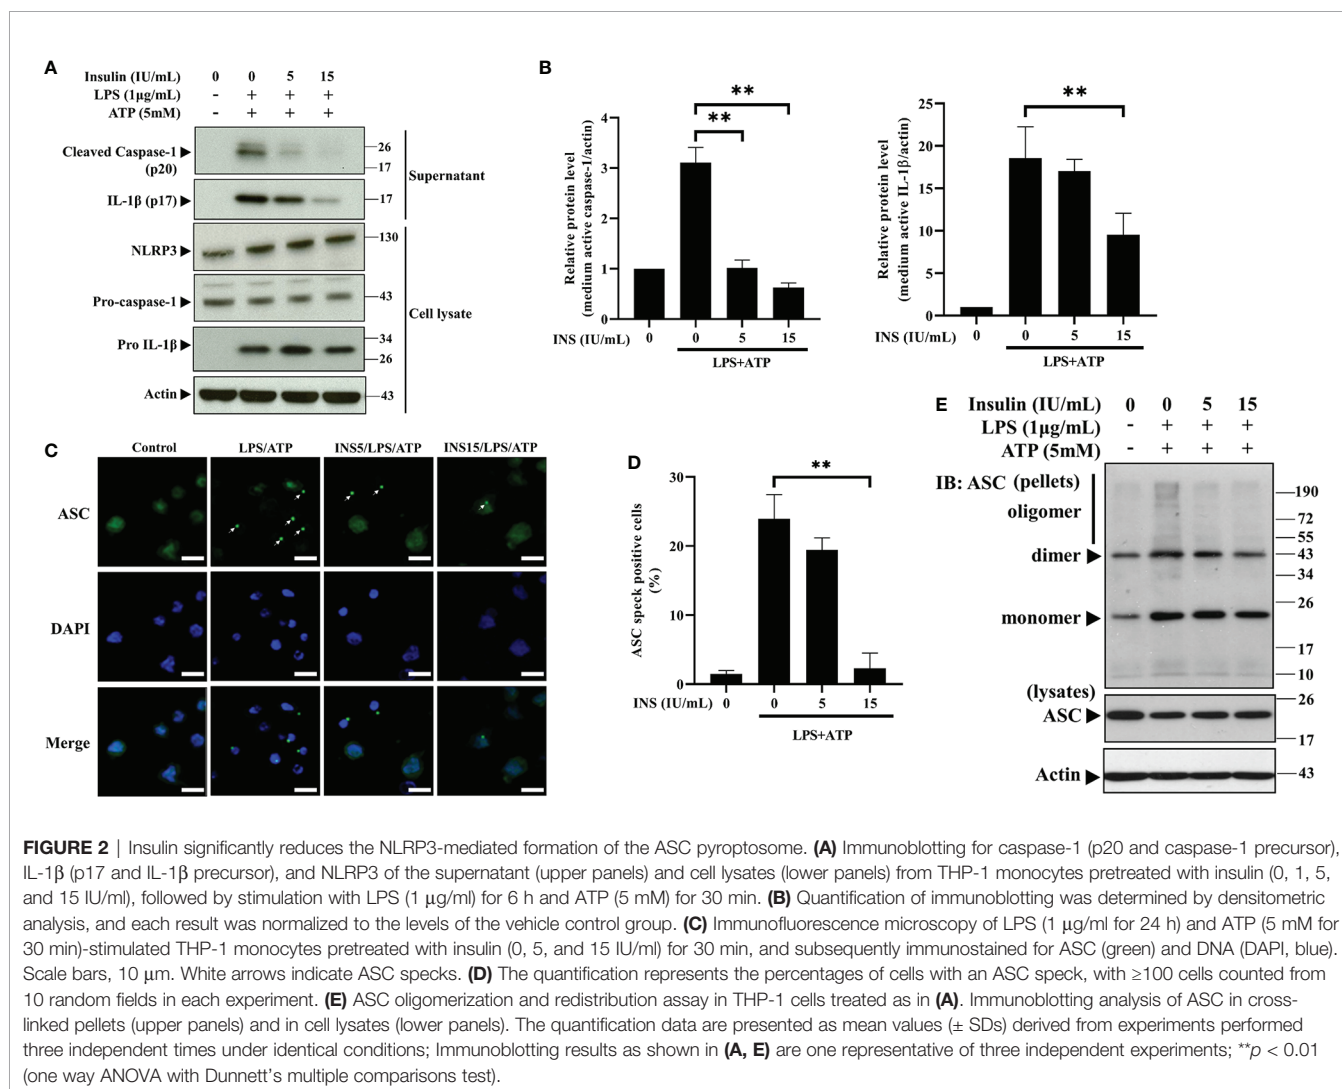 A
Insulin (IU/mL) 0 0 5 15
LPS (1μg/mL) - + + +
ATP (5mM) - + + +
Cleaved Caspase-1
(p20)
26
17
IL-1β (p17)
17
Supernatant
NLRP3
130
Pro-caspase-1
43
Pro IL-1β
34
26
Actin
43
Cell lysate
B
Relative protein level
(medium active caspase-1/actin)
4
3
2
1
0
**
**
INS (IU/mL) 0 0 5 15
LPS+ATP
Relative protein level
(medium active IL-1β/actin)
25
20
15
10
5
0
**
INS (IU/mL) 0 0 5 15
LPS+ATP
C
Control LPS/ATP INS5/LPS/ATP INS15/LPS/ATP
ASC
DAPI
Merge
D
ASC speck positive cells
(%)
30
20
10
0
**
INS (IU/mL) 0 0 5 15
LPS+ATP
E
Insulin (IU/mL) 0 0 5 15
LPS (1μg/mL) - + + +
ATP (5mM) - + + +
IB: ASC (pellets)
oligomer
dimer
monomer
190
72
55
43
34
26
17
10
(lysates)
ASC
26
17
Actin
43
FIGURE 2 | Insulin significantly reduces the NLRP3-mediated formation of the ASC pyroptosome. (A) Immunoblotting for caspase-1 (p20 and caspase-1 precursor),
IL-1β (p17 and IL-1β precursor), and NLRP3 of the supernatant (upper panels) and cell lysates (lower panels) from THP-1 monocytes pretreated with insulin (0, 1, 5,
and 15 IU/ml), followed by stimulation with LPS (1 μg/ml) for 6 h and ATP (5 mM) for 30 min. (B) Quantification of immunoblotting was determined by densitometric
analysis, and each result was normalized to the levels of the vehicle control group. (C) Immunofluorescence microscopy of LPS (1 μg/ml for 24 h) and ATP (5 mM for
30 min)-stimulated THP-1 monocytes pretreated with insulin (0, 5, and 15 IU/ml) for 30 min, and subsequently immunostained for ASC (green) and DNA (DAPI, blue).
Scale bars, 10 μm. White arrows indicate ASC specks. (D) The quantification represents the percentages of cells with an ASC speck, with ≥100 cells counted from
10 random fields in each experiment. (E) ASC oligomerization and redistribution assay in THP-1 cells treated as in (A). Immunoblotting analysis of ASC in cross-
linked pellets (upper panels) and in cell lysates (lower panels). The quantification data are presented as mean values (± SDs) derived from experiments performed
three independent times under identical conditions; Immunoblotting results as shown in (A, E) are one representative of three independent experiments; **p < 0.01
(one way ANOVA with Dunnett's multiple comparisons test).